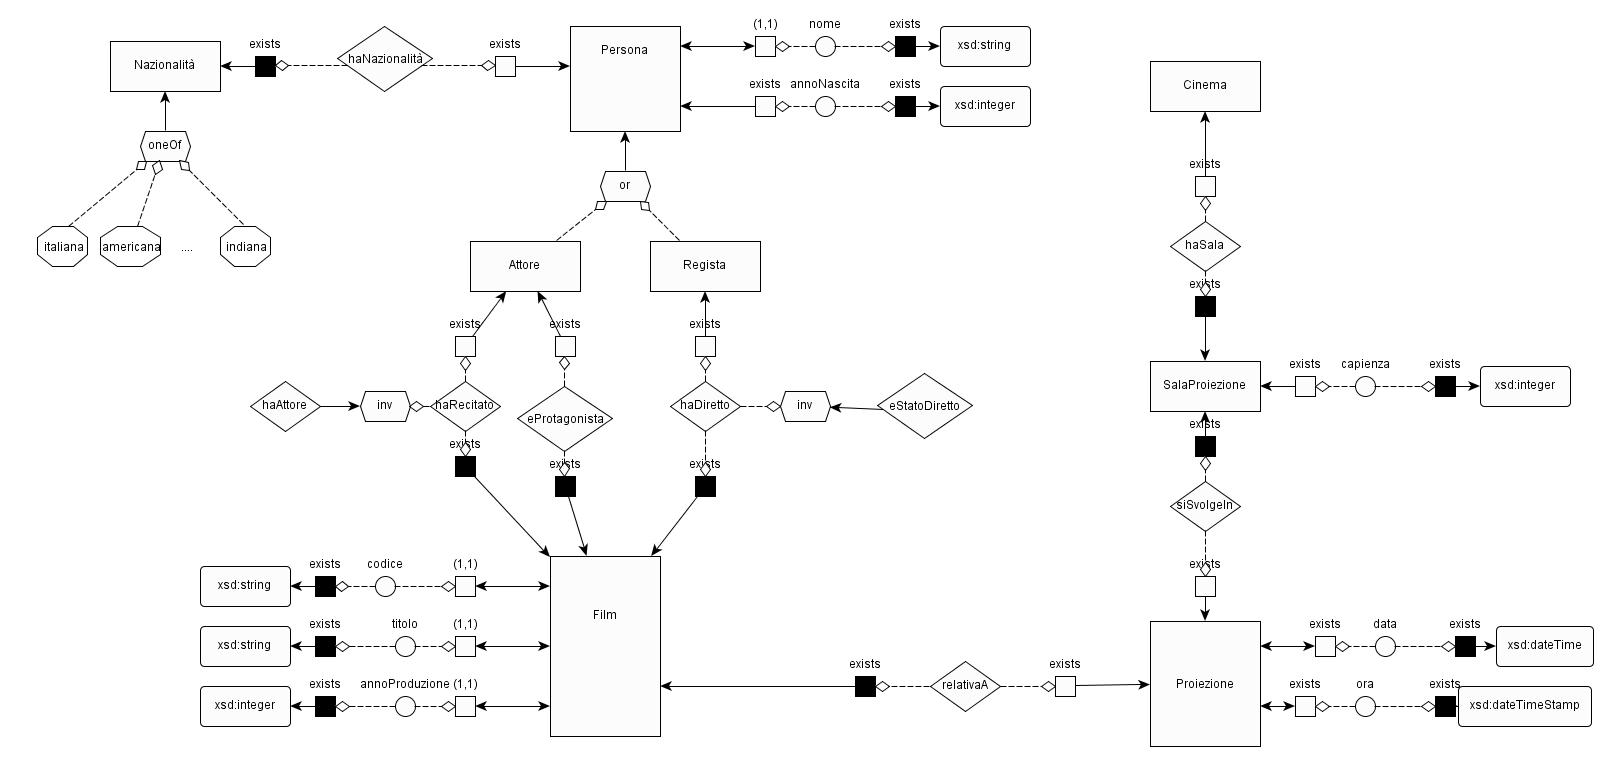 (1,1) nome exists
exists haNazionalità exists Persona xsd:string
Nazionalità
exists annoNascita exists
Cinema
xsd:integer
oneOf
exists
or
italiana americana .... indiana
haSala
Attore Regista
exists
exists exists exists
exists capienza exists
SalaProiezione xsd:integer
haAttore inv haRecitato eProtagonista haDiretto inv eStatoDiretto
exists
exists
exists exists
siSvolgeIn
exists codice (1,1)
exists
xsd:string
Film
exists titolo (1,1)
exists data exists
xsd:string
xsd:dateTime
exists relativaA exists
Proiezione
exists annoProduzione (1,1)
exists ora exists
xsd:integer
xsd:dateTimeStamp